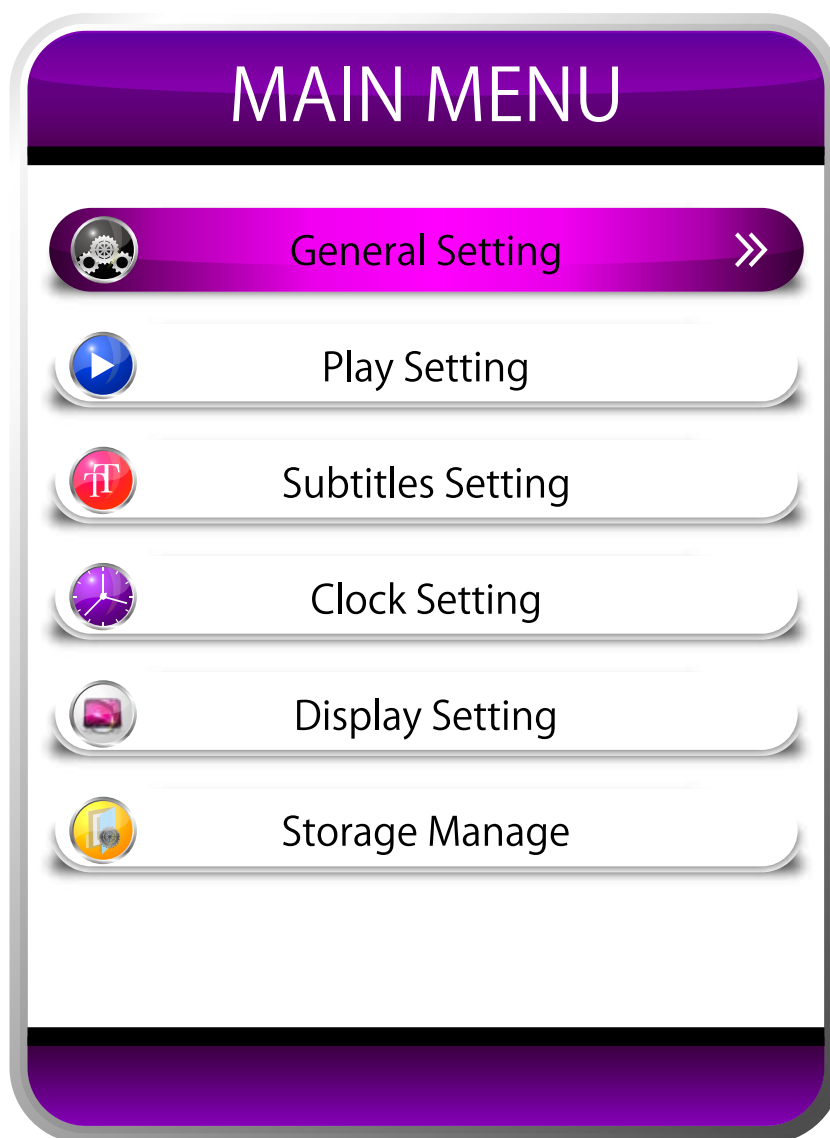 MAIN MENU
General Setting
Play Setting
Subtitles Setting
Clock Setting
Display Setting
Storage Manage